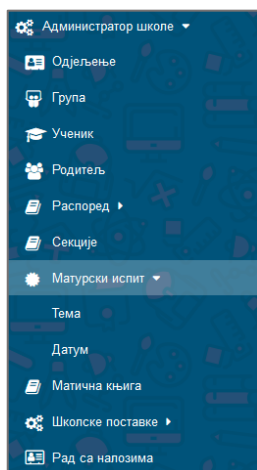 Администратор школе
Одјељење
Група
Ученик
Родитељ
Распоред
Секције
Матурски испит
Тема
Датум
Матична књига
Школске поставке
Рад са налозима